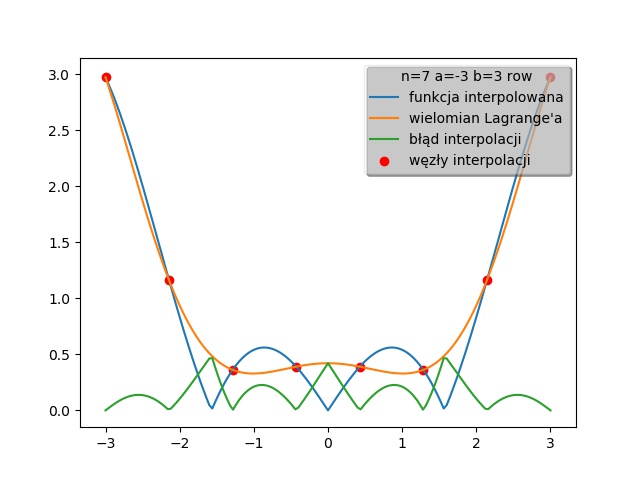 n=7 a=-3 b=3 row
funkcja interpolowana
wielomian Lagrange'a
błąd interpolacji
węzły interpolacji
3.0
2.5
2.0
1.5
1.0
0.5
0.0
−3 −2 −1 0 1 2 3